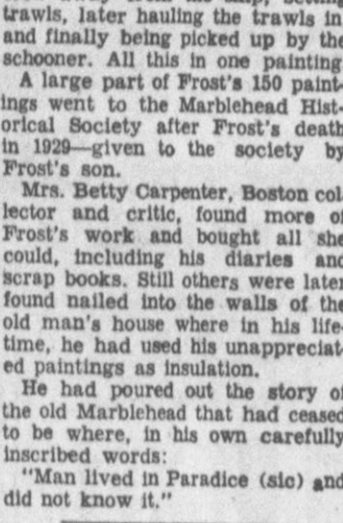 trawls, later hauling the trawls in
and finally being picked up by the
schooner. All this in one painting
A large part of Frost's 150 paint-
ings went to the Marblehead Hist-
orical Society after Frost's death
in 1929—given to the society by
Frost's son.
Mrs. Betty Carpenter, Boston col
lector and critic, found more of
Frost's work and bought all she
could, including his diaries and
scrap books. Still others were later
found nailed into the walls of the
old man's house where in his life-
time, he had used his unappreciat-
ed paintings as insulation.
He had poured out the story of
the old Marblehead that had ceased
to be where, in his own carefully
inscribed words:
"Man lived in Paradice (sic) and
did not know it."